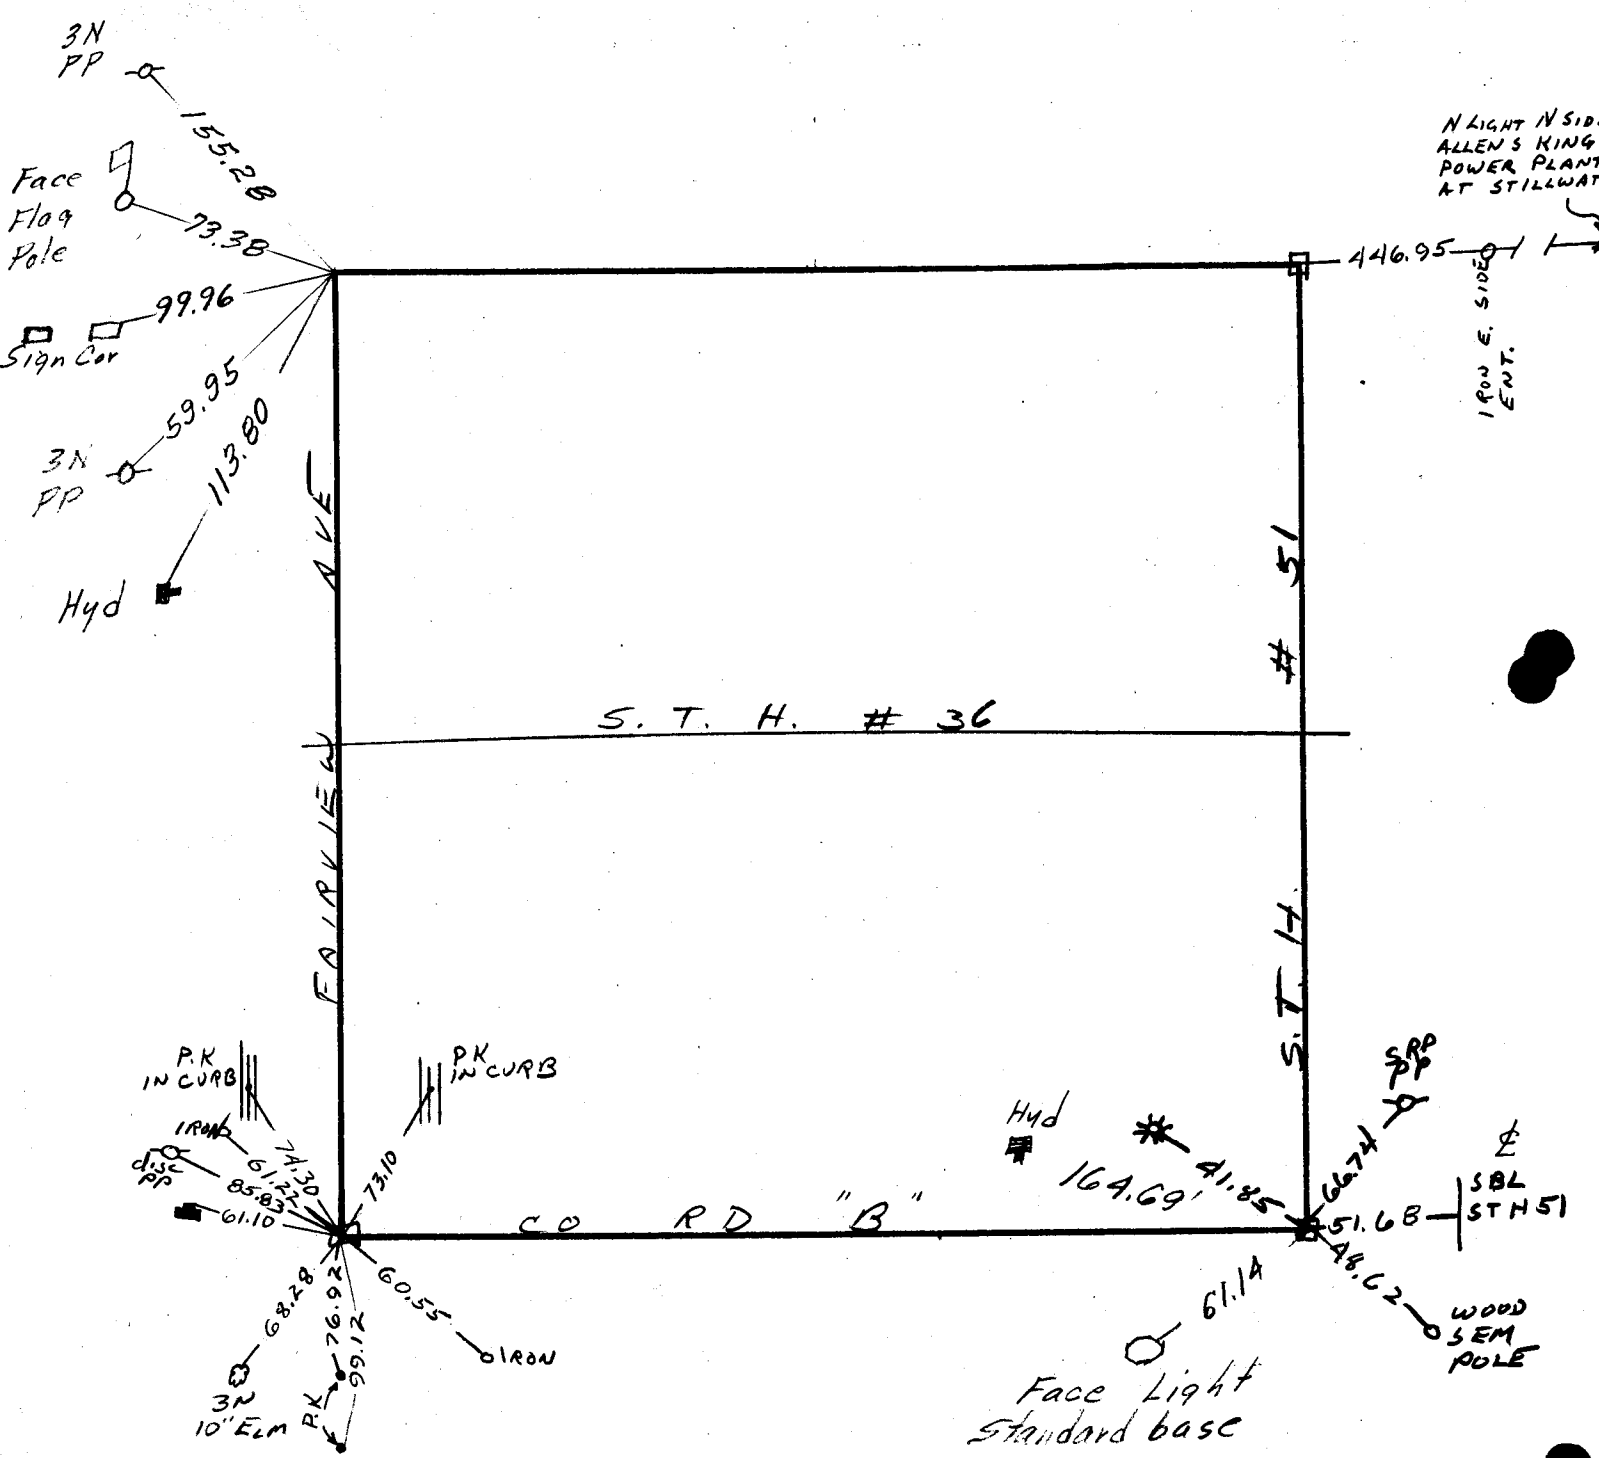 3N
PP
155.28
Face
Flag
Pole
73.38
99.96
Sign Cor
59.95
3N
PP
113.80
Hyd
N LIGHT N SID
ALLEN S KING
POWER PLANT
AT STILLWAT
446.95
IRON E. SIDE
ENT.
FAIRVIEW AVE
S. T. H. # 36
S.T.H. # 51
P.K
IN CURB
P.K
IN CURB
IRON
disc
PP
74.30
61.22
85.83
61.10
73.10
CO RD "B"
68.28
76.92
99.12
60.55
IRON
3N
10" ELM
P.K
Hyd
164.69'
41.85
66.74
SRP
PP
℄
SBL
STH 51
51.68
48.62
WOOD
SEM
POLE
61.14
Face Light
Standard base